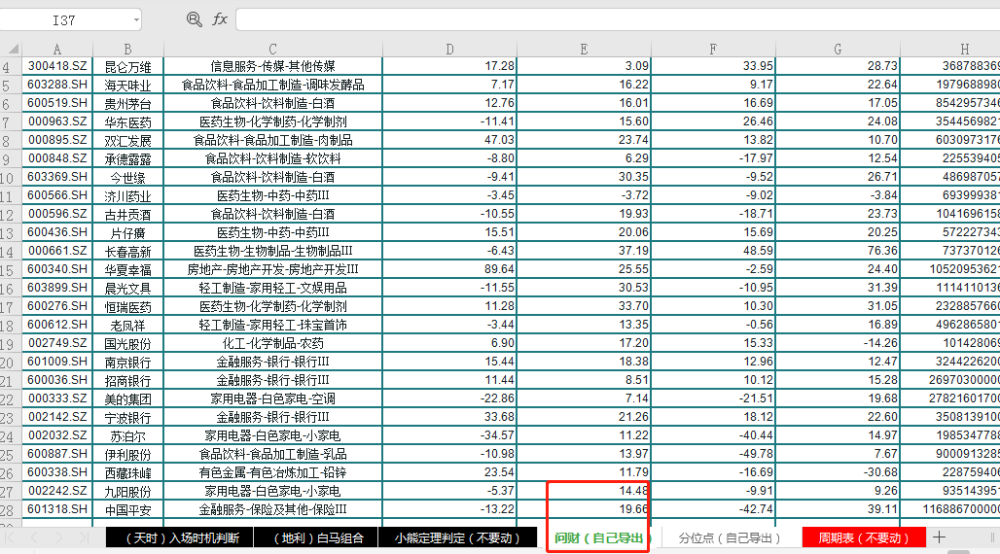 I37 fx
A B C D E F G H
4 300418.SZ 昆仑万维 信息服务-传媒-其他传媒 17.28 3.09 33.95 28.73 368788369
5 603288.SH 海天味业 食品饮料-食品加工制造-调味发酵品 7.17 16.22 9.17 22.64 1979688980
6 600519.SH 贵州茅台 食品饮料-饮料制造-白酒 12.76 16.01 16.69 17.05 8542957346
7 000963.SZ 华东医药 医药生物-化学制药-化学制剂 -11.41 15.60 26.46 24.08 3544569821
8 000895.SZ 双汇发展 食品饮料-食品加工制造-肉制品 47.03 23.74 13.82 10.70 6030973176
9 000848.SZ 承德露露 食品饮料-饮料制造-软饮料 -8.80 6.29 -17.97 12.54 225539405
10 603369.SH 今世缘 食品饮料-饮料制造-白酒 -9.41 30.35 -9.52 26.71 486987057
11 600566.SH 济川药业 医药生物-中药-中药III -3.45 -3.72 -9.02 -3.84 693999381
12 000596.SZ 古井贡酒 食品饮料-饮料制造-白酒 -10.55 19.93 -18.71 23.73 1041696158
13 600436.SH 片仔癀 医药生物-中药-中药III 15.51 20.06 15.69 20.25 572227343
14 000661.SZ 长春高新 医药生物-生物制品-生物制品III -6.43 37.19 48.59 76.36 737370126
15 600340.SH 华夏幸福 房地产-房地产开发-房地产开发III 89.64 25.55 -2.59 24.40 1052095362
16 603899.SH 晨光文具 轻工制造-家用轻工-文娱用品 -11.55 30.53 -10.95 31.39 1114110136
17 600276.SH 恒瑞医药 医药生物-化学制药-化学制剂 11.28 33.70 10.30 31.05 2328857660
18 600612.SH 老凤祥 轻工制造-家用轻工-珠宝首饰 -3.44 13.35 -0.56 16.89 4962865801
19 002749.SZ 国光股份 化工-化学制品-农药 6.90 17.20 15.33 -14.26 101428069
20 601009.SH 南京银行 金融服务-银行-银行III 15.44 18.38 12.96 12.47 3244226200
21 600036.SH 招商银行 金融服务-银行-银行III 11.44 8.51 10.12 15.28 2697030000
22 000333.SZ 美的集团 家用电器-白色家电-空调 -22.86 7.14 -21.51 19.68 2782160170
23 002142.SZ 宁波银行 金融服务-银行-银行III 33.68 21.26 18.12 22.60 3508139100
24 002032.SZ 苏泊尔 家用电器-白色家电-小家电 -34.57 11.22 -40.44 14.97 1985347788
25 600887.SH 伊利股份 食品饮料-食品加工制造-乳品 -10.98 13.97 -49.78 7.67 9000913285
26 600338.SH 西藏珠峰 有色金属-有色冶炼加工-铅锌 23.54 11.79 -16.69 -30.68 228759406
27 002242.SZ 九阳股份 家用电器-白色家电-小家电 -5.37 14.48 -9.91 9.26 935143951
28 601318.SH 中国平安 金融服务-保险及其他-保险III -13.22 19.66 -42.74 39.11 116886700000
（天时）入场时机判断 （地利）白马组合 小能定理判定（不要动） 问财（自己导出） 分位点（自己导出） 周期表（不要动）